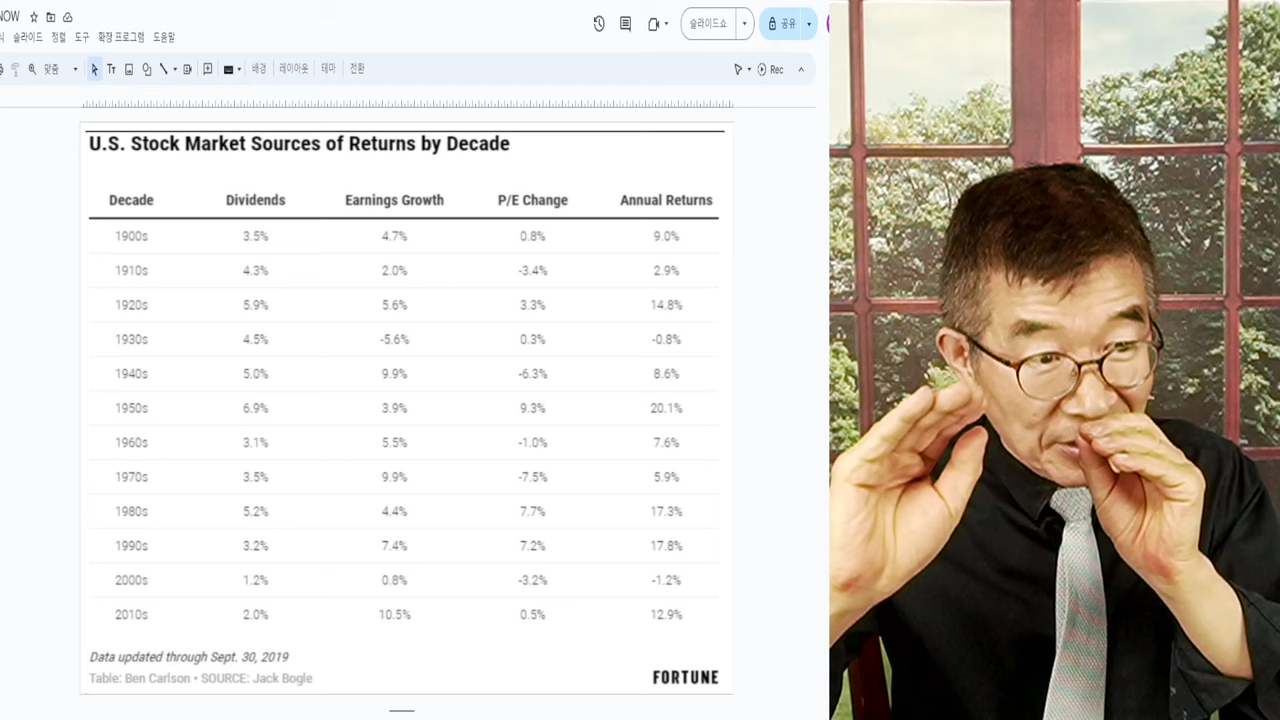 NOW
슬라이드 정렬 도구 확장 프로그램 도움말
슬라이드쇼
공유
맞춤
Tт
배경 레이아웃 테마 전환
Rec
U.S. Stock Market Sources of Returns by Decade
Decade Dividends Earnings Growth P/E Change Annual Returns
1900s 3.5% 4.7% 0.8% 9.0%
1910s 4.3% 2.0% -3.4% 2.9%
1920s 5.9% 5.6% 3.3% 14.8%
1930s 4.5% -5.6% 0.3% -0.8%
1940s 5.0% 9.9% -6.3% 8.6%
1950s 6.9% 3.9% 9.3% 20.1%
1960s 3.1% 5.5% -1.0% 7.6%
1970s 3.5% 9.9% -7.5% 5.9%
1980s 5.2% 4.4% 7.7% 17.3%
1990s 3.2% 7.4% 7.2% 17.8%
2000s 1.2% 0.8% -3.2% -1.2%
2010s 2.0% 10.5% 0.5% 12.9%
Data updated through Sept. 30, 2019
Table: Ben Carlson • SOURCE: Jack Bogle
FORTUNE